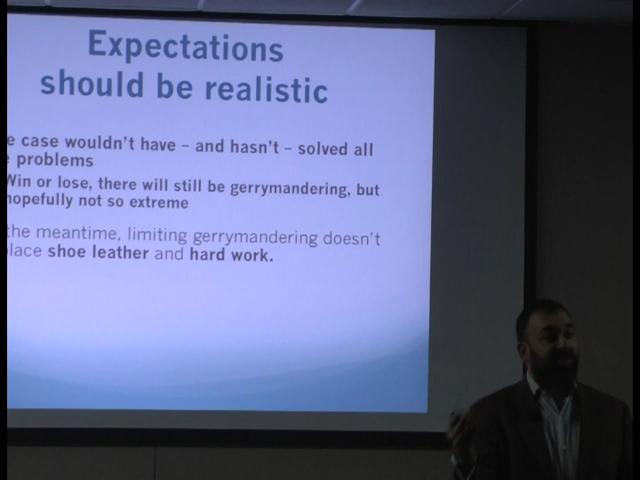 Expectations
should be realistic
e case wouldn't have – and hasn't – solved all
problems
Win or lose, there will still be gerrymandering, but
hopefully not so extreme
the meantime, limiting gerrymandering doesn't
lace shoe leather and hard work.